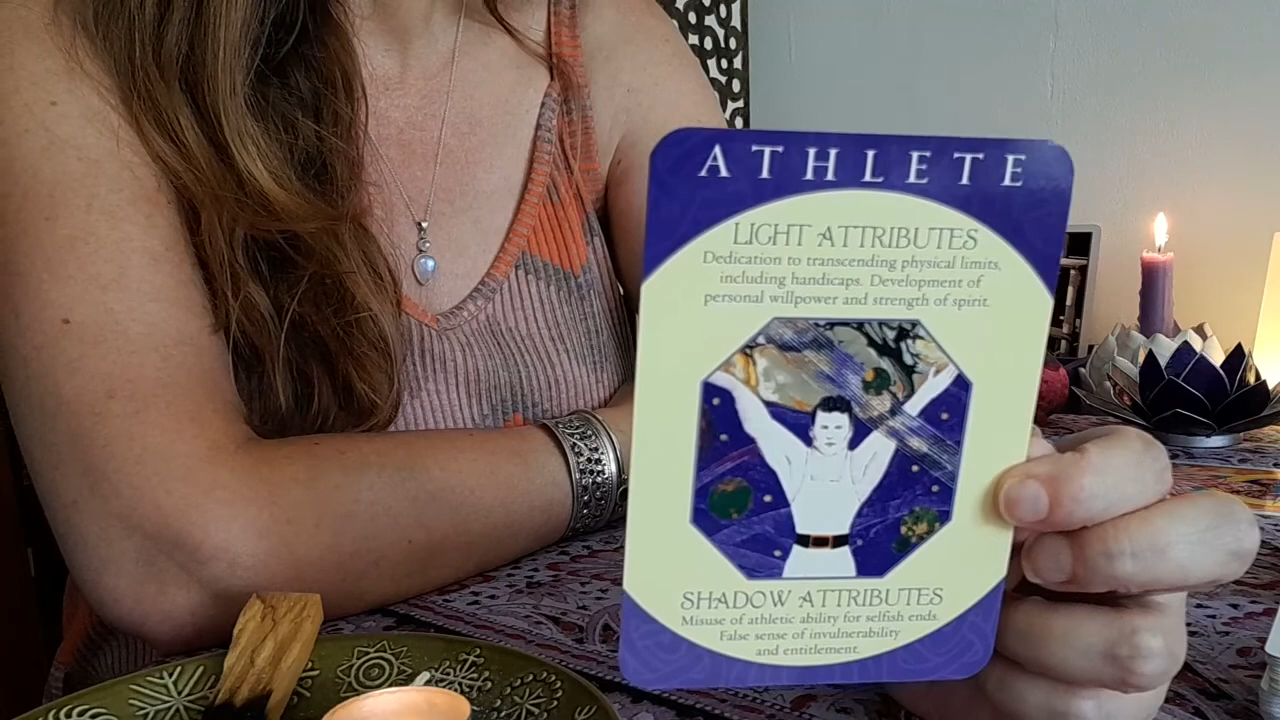 ATHLETE
LIGHT ATTRIBUTES
Dedication to transcending physical limits,
including handicaps. Development of
personal willpower and strength of spirit.
SHADOW ATTRIBUTES
Misuse of athletic ability for selfish ends.
False sense of invulnerability
and entitlement.